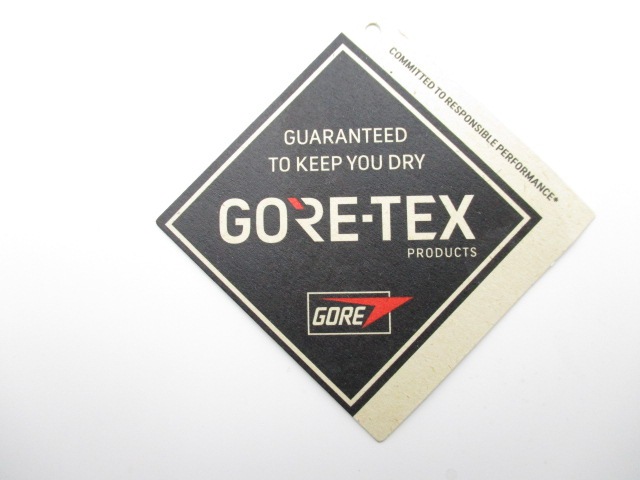 COMMITTED TO RESPONSIBLE PERFORMANCE*
GUARANTEED
TO KEEP YOU DRY
GORE-TEX
PRODUCTS
GORE